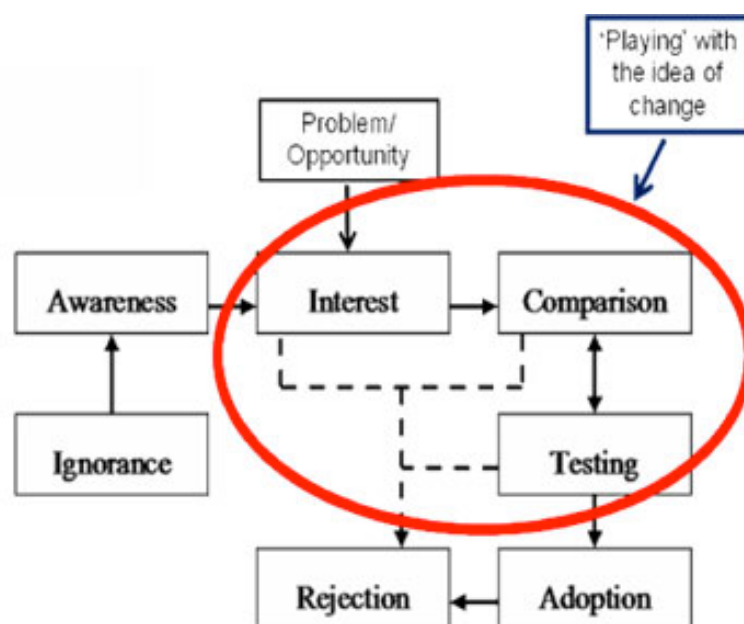 'Playing' with
the idea of
change
Problem/
Opportunity
Awareness
Interest
Comparison
Ignorance
Testing
Rejection
Adoption